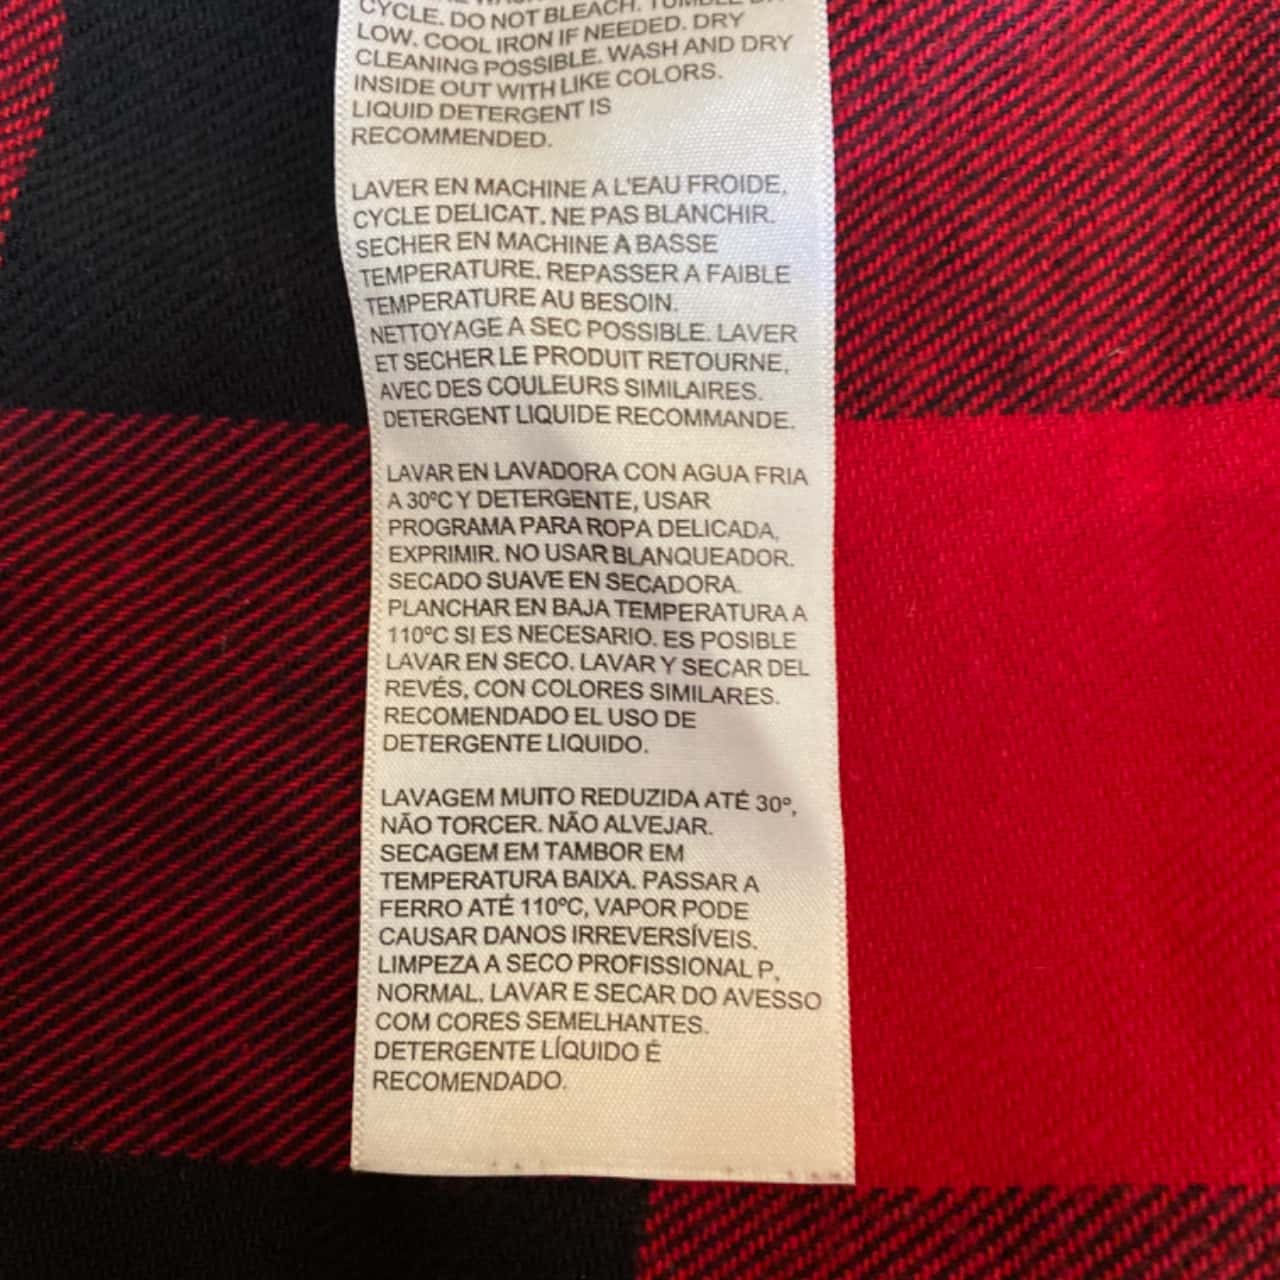 CYCLE. DO NOT BLEACH. TUMBLE
LOW. COOL IRON IF NEEDED. DRY
CLEANING POSSIBLE. WASH AND DRY
INSIDE OUT WITH LIKE COLORS.
LIQUID DETERGENT IS
RECOMMENDED.
LAVER EN MACHINE A L'EAU FROIDE,
CYCLE DELICAT. NE PAS BLANCHIR.
SECHER EN MACHINE A BASSE
TEMPERATURE. REPASSER A FAIBLE
TEMPERATURE AU BESOIN.
NETTOYAGE A SEC POSSIBLE. LAVER
ET SECHER LE PRODUIT RETOURNE,
AVEC DES COULEURS SIMILAIRES.
DETERGENT LIQUIDE RECOMMANDE.
LAVAR EN LAVADORA CON AGUA FRIA
A 30ºC Y DETERGENTE, USAR
PROGRAMA PARA ROPA DELICADA,
EXPRIMIR. NO USAR BLANQUEADOR.
SECADO SUAVE EN SECADORA.
PLANCHAR EN BAJA TEMPERATURA A
110ºC SI ES NECESARIO. ES POSIBLE
LAVAR EN SECO. LAVAR Y SECAR DEL
REVÉS, CON COLORES SIMILARES.
RECOMENDADO EL USO DE
DETERGENTE LIQUIDO.
LAVAGEM MUITO REDUZIDA ATÉ 30º,
NÃO TORCER. NÃO ALVEJAR.
SECAGEM EM TAMBOR EM
TEMPERATURA BAIXA. PASSAR A
FERRO ATÉ 110ºC, VAPOR PODE
CAUSAR DANOS IRREVERSÍVEIS.
LIMPEZA A SECO PROFISSIONAL P,
NORMAL. LAVAR E SECAR DO AVESSO
COM CORES SEMELHANTES.
DETERGENTE LÍQUIDO É
RECOMENDADO.